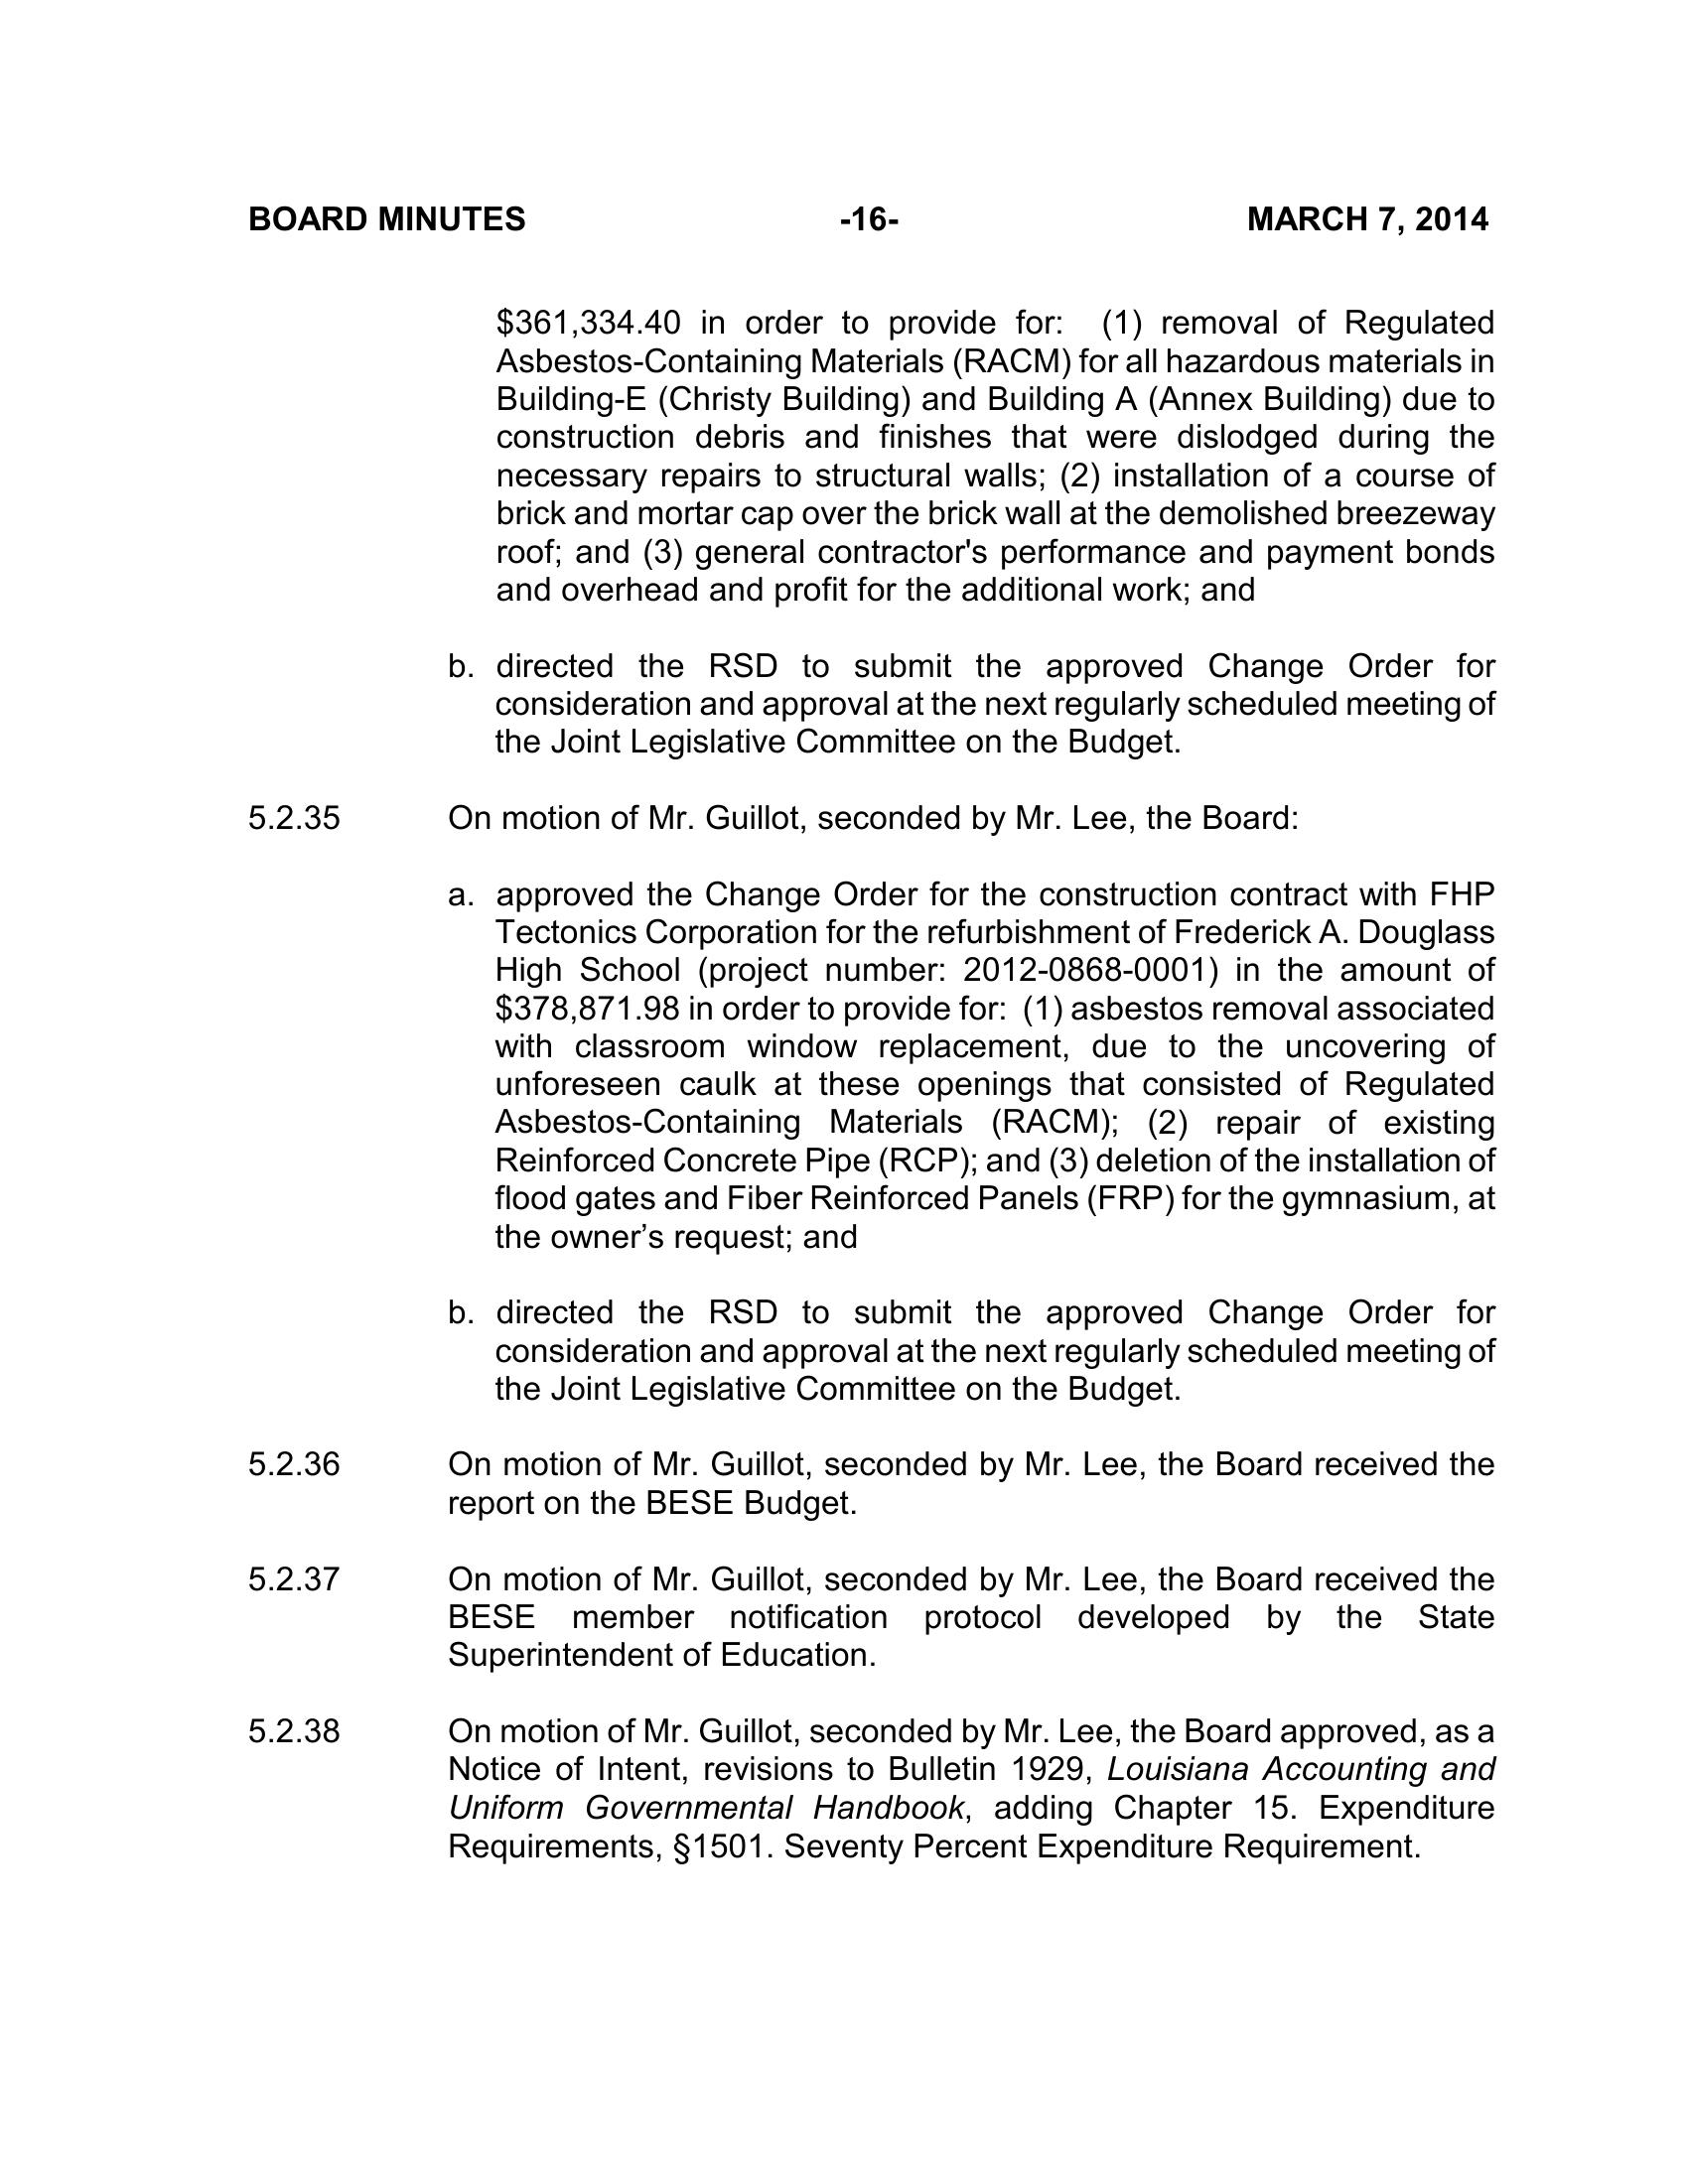 BOARD MINUTES -16- MARCH 7, 2014
$361,334.40 in order to provide for: (1) removal of Regulated
Asbestos-Containing Materials (RACM) for all hazardous materials in
Building-E (Christy Building) and Building A (Annex Building) due to
construction debris and finishes that were dislodged during the
necessary repairs to structural walls; (2) installation of a course of
brick and mortar cap over the brick wall at the demolished breezeway
roof; and (3) general contractor's performance and payment bonds
and overhead and profit for the additional work; and
b. directed the RSD to submit the approved Change Order for
consideration and approval at the next regularly scheduled meeting of
the Joint Legislative Committee on the Budget.
5.2.35 On motion of Mr. Guillot, seconded by Mr. Lee, the Board:
a. approved the Change Order for the construction contract with FHP
Tectonics Corporation for the refurbishment of Frederick A. Douglass
High School (project number: 2012-0868-0001) in the amount of
$378,871.98 in order to provide for: (1) asbestos removal associated
with classroom window replacement, due to the uncovering of
unforeseen caulk at these openings that consisted of Regulated
Asbestos-Containing Materials (RACM); (2) repair of existing
Reinforced Concrete Pipe (RCP); and (3) deletion of the installation of
flood gates and Fiber Reinforced Panels (FRP) for the gymnasium, at
the owner’s request; and
b. directed the RSD to submit the approved Change Order for
consideration and approval at the next regularly scheduled meeting of
the Joint Legislative Committee on the Budget.
5.2.36 On motion of Mr. Guillot, seconded by Mr. Lee, the Board received the
report on the BESE Budget.
5.2.37 On motion of Mr. Guillot, seconded by Mr. Lee, the Board received the
BESE member notification protocol developed by the State
Superintendent of Education.
5.2.38 On motion of Mr. Guillot, seconded by Mr. Lee, the Board approved, as a
Notice of Intent, revisions to Bulletin 1929, Louisiana Accounting and
Uniform Governmental Handbook, adding Chapter 15. Expenditure
Requirements, §1501. Seventy Percent Expenditure Requirement.